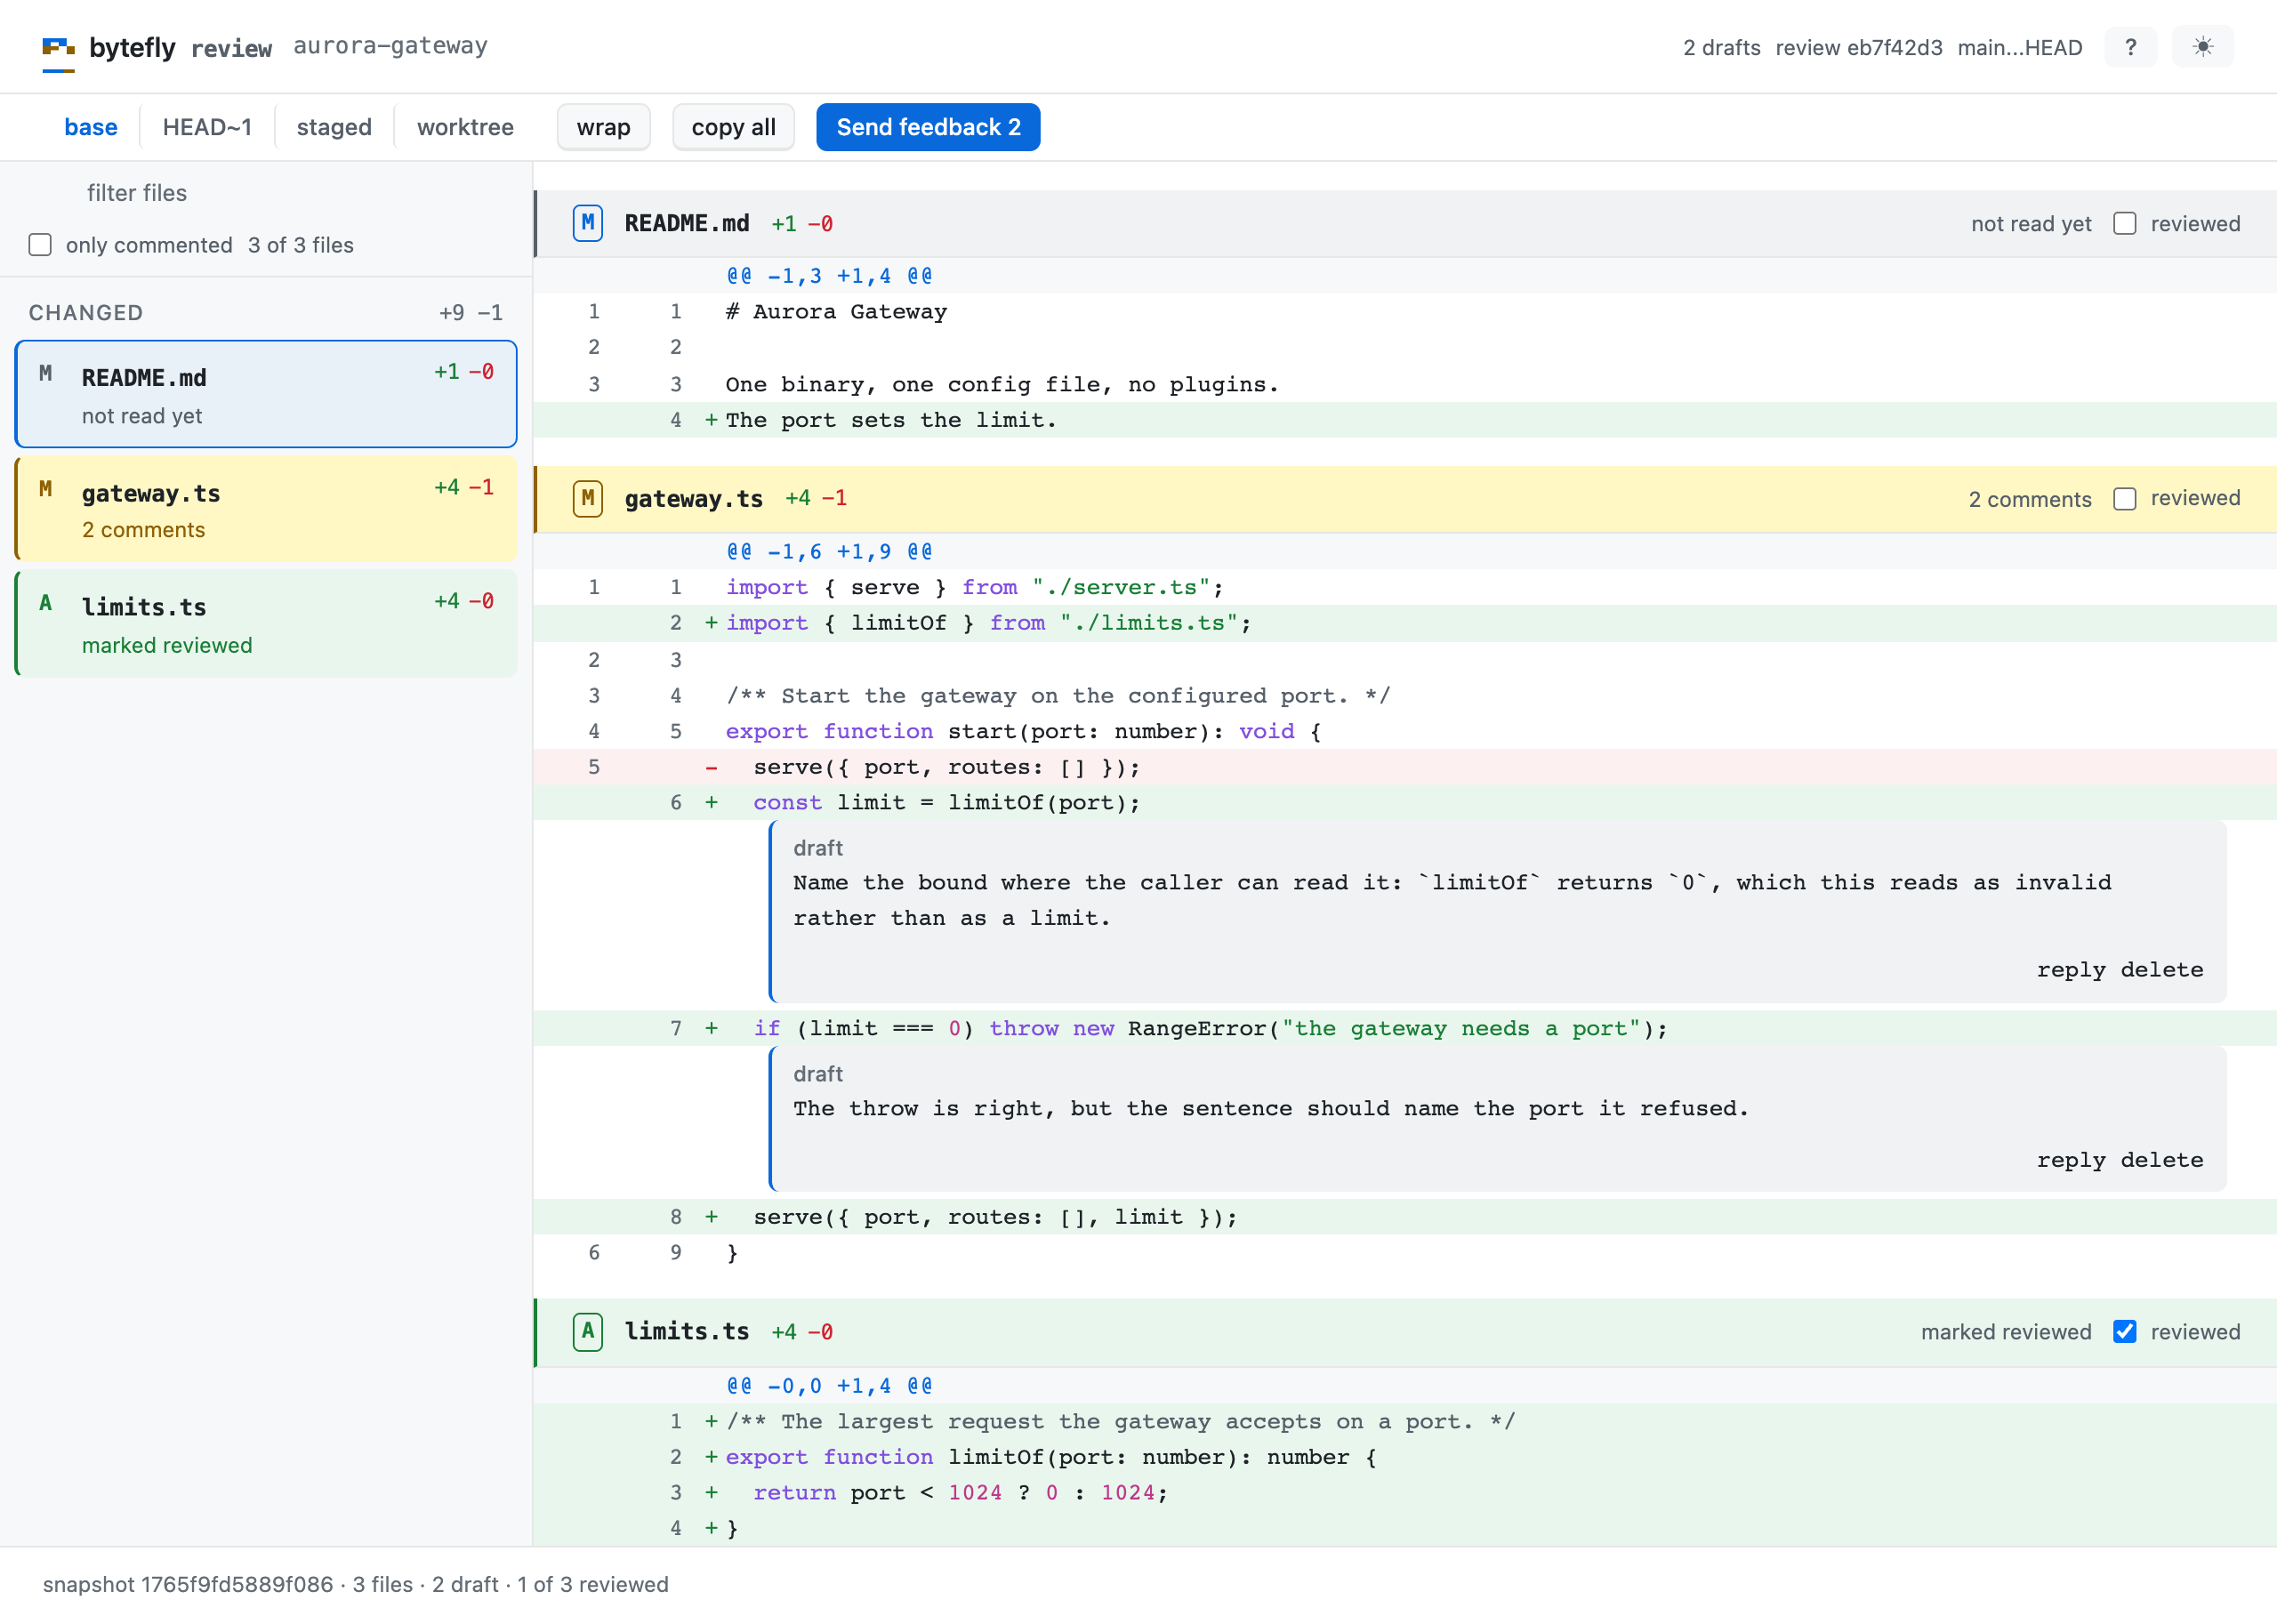 bytefly review aurora-gateway 2 drafts review eb7f42d3 main...HEAD ?
base HEAD~1 staged worktree wrap copy all Send feedback 2
filter files
only commented 3 of 3 files
CHANGED +9 −1
M README.md +1 −0
not read yet
M gateway.ts +4 −1
2 comments
A limits.ts +4 −0
marked reviewed
M README.md +1 −0 not read yet reviewed
@@ −1,3 +1,4 @@
1 1 # Aurora Gateway
2 2
3 3 One binary, one config file, no plugins.
4 + The port sets the limit.
M gateway.ts +4 −1 2 comments reviewed
@@ −1,6 +1,9 @@
1 1 import { serve } from "./server.ts";
2 + import { limitOf } from "./limits.ts";
2 3
3 4 /** Start the gateway on the configured port. */
4 5 export function start(port: number): void {
5 − serve({ port, routes: [] });
6 + const limit = limitOf(port);
draft
Name the bound where the caller can read it: `limitOf` returns `0`, which this reads as invalid
rather than as a limit.
reply delete
7 + if (limit === 0) throw new RangeError("the gateway needs a port");
draft
The throw is right, but the sentence should name the port it refused.
reply delete
8 + serve({ port, routes: [], limit });
6 9 }
A limits.ts +4 −0 marked reviewed reviewed
@@ −0,0 +1,4 @@
1 + /** The largest request the gateway accepts on a port. */
2 + export function limitOf(port: number): number {
3 + return port < 1024 ? 0 : 1024;
4 + }
snapshot 1765f9fd5889f086 · 3 files · 2 draft · 1 of 3 reviewed